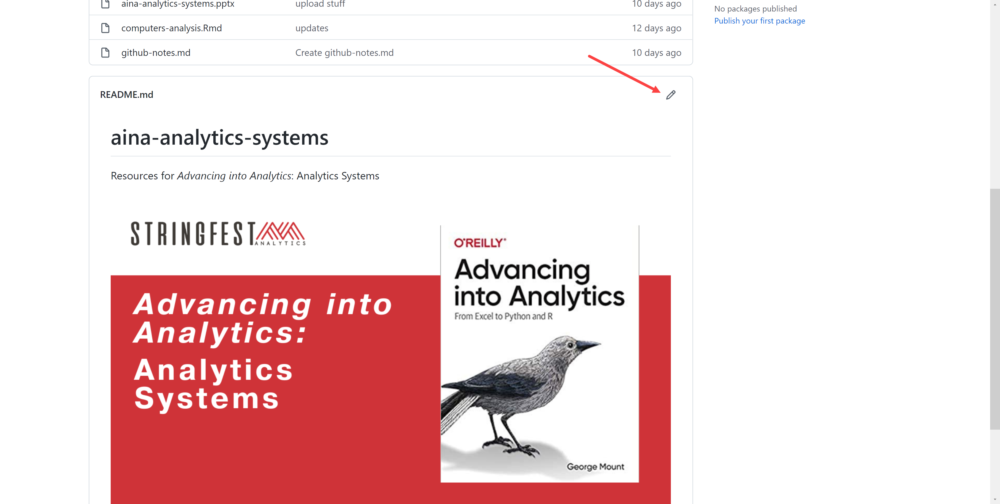 aina-analytics-systems.pptx upload stuff 10 days ago
No packages published
Publish your first package
computers-analysis.Rmd updates 12 days ago
github-notes.md Create github-notes.md 10 days ago
README.md
aina-analytics-systems
Resources for Advancing into Analytics: Analytics Systems
STRINGFEST
ANALYTICS
Advancing into
Analytics:
Analytics
Systems
O'REILLY®
Advancing
into Analytics
From Excel to Python and R
George Mount